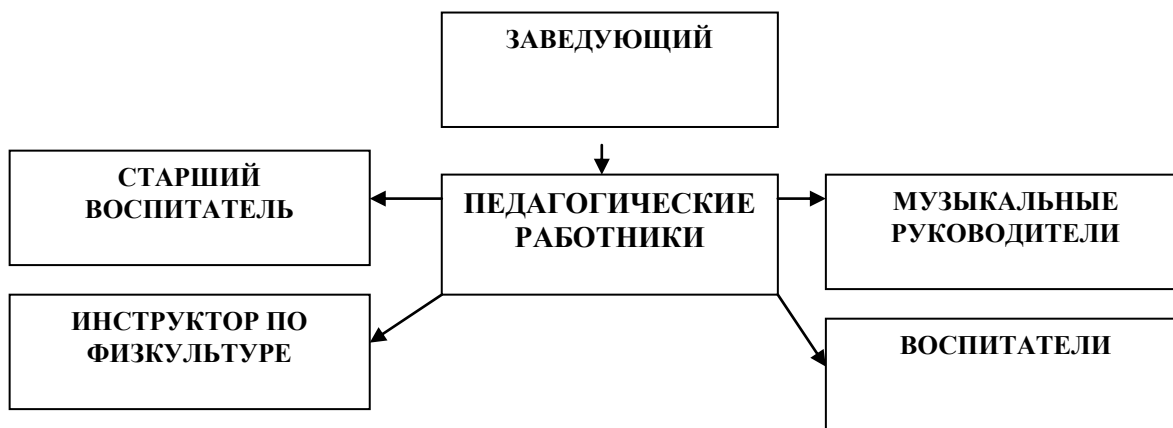 ЗАВЕДУЮЩИЙ
СТАРШИЙ
ВОСПИТАТЕЛЬ
ПЕДАГОГИЧЕСКИЕ
РАБОТНИКИ
МУЗЫКАЛЬНЫЕ
РУКОВОДИТЕЛИ
ИНСТРУКТОР ПО
ФИЗКУЛЬТУРЕ
ВОСПИТАТЕЛИ